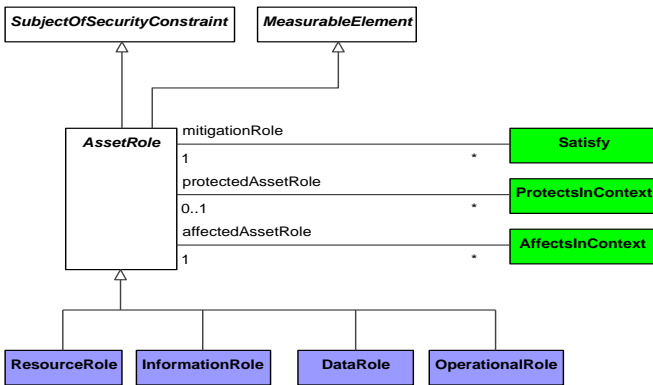 SubjectOfSecurityConstraint
MeasurableElement
AssetRole
mitigationRole
1
*
Satisfy
protectedAssetRole
0..1
*
ProtectsInContext
affectedAssetRole
1
*
AffectsInContext
ResourceRole
InformationRole
DataRole
OperationalRole